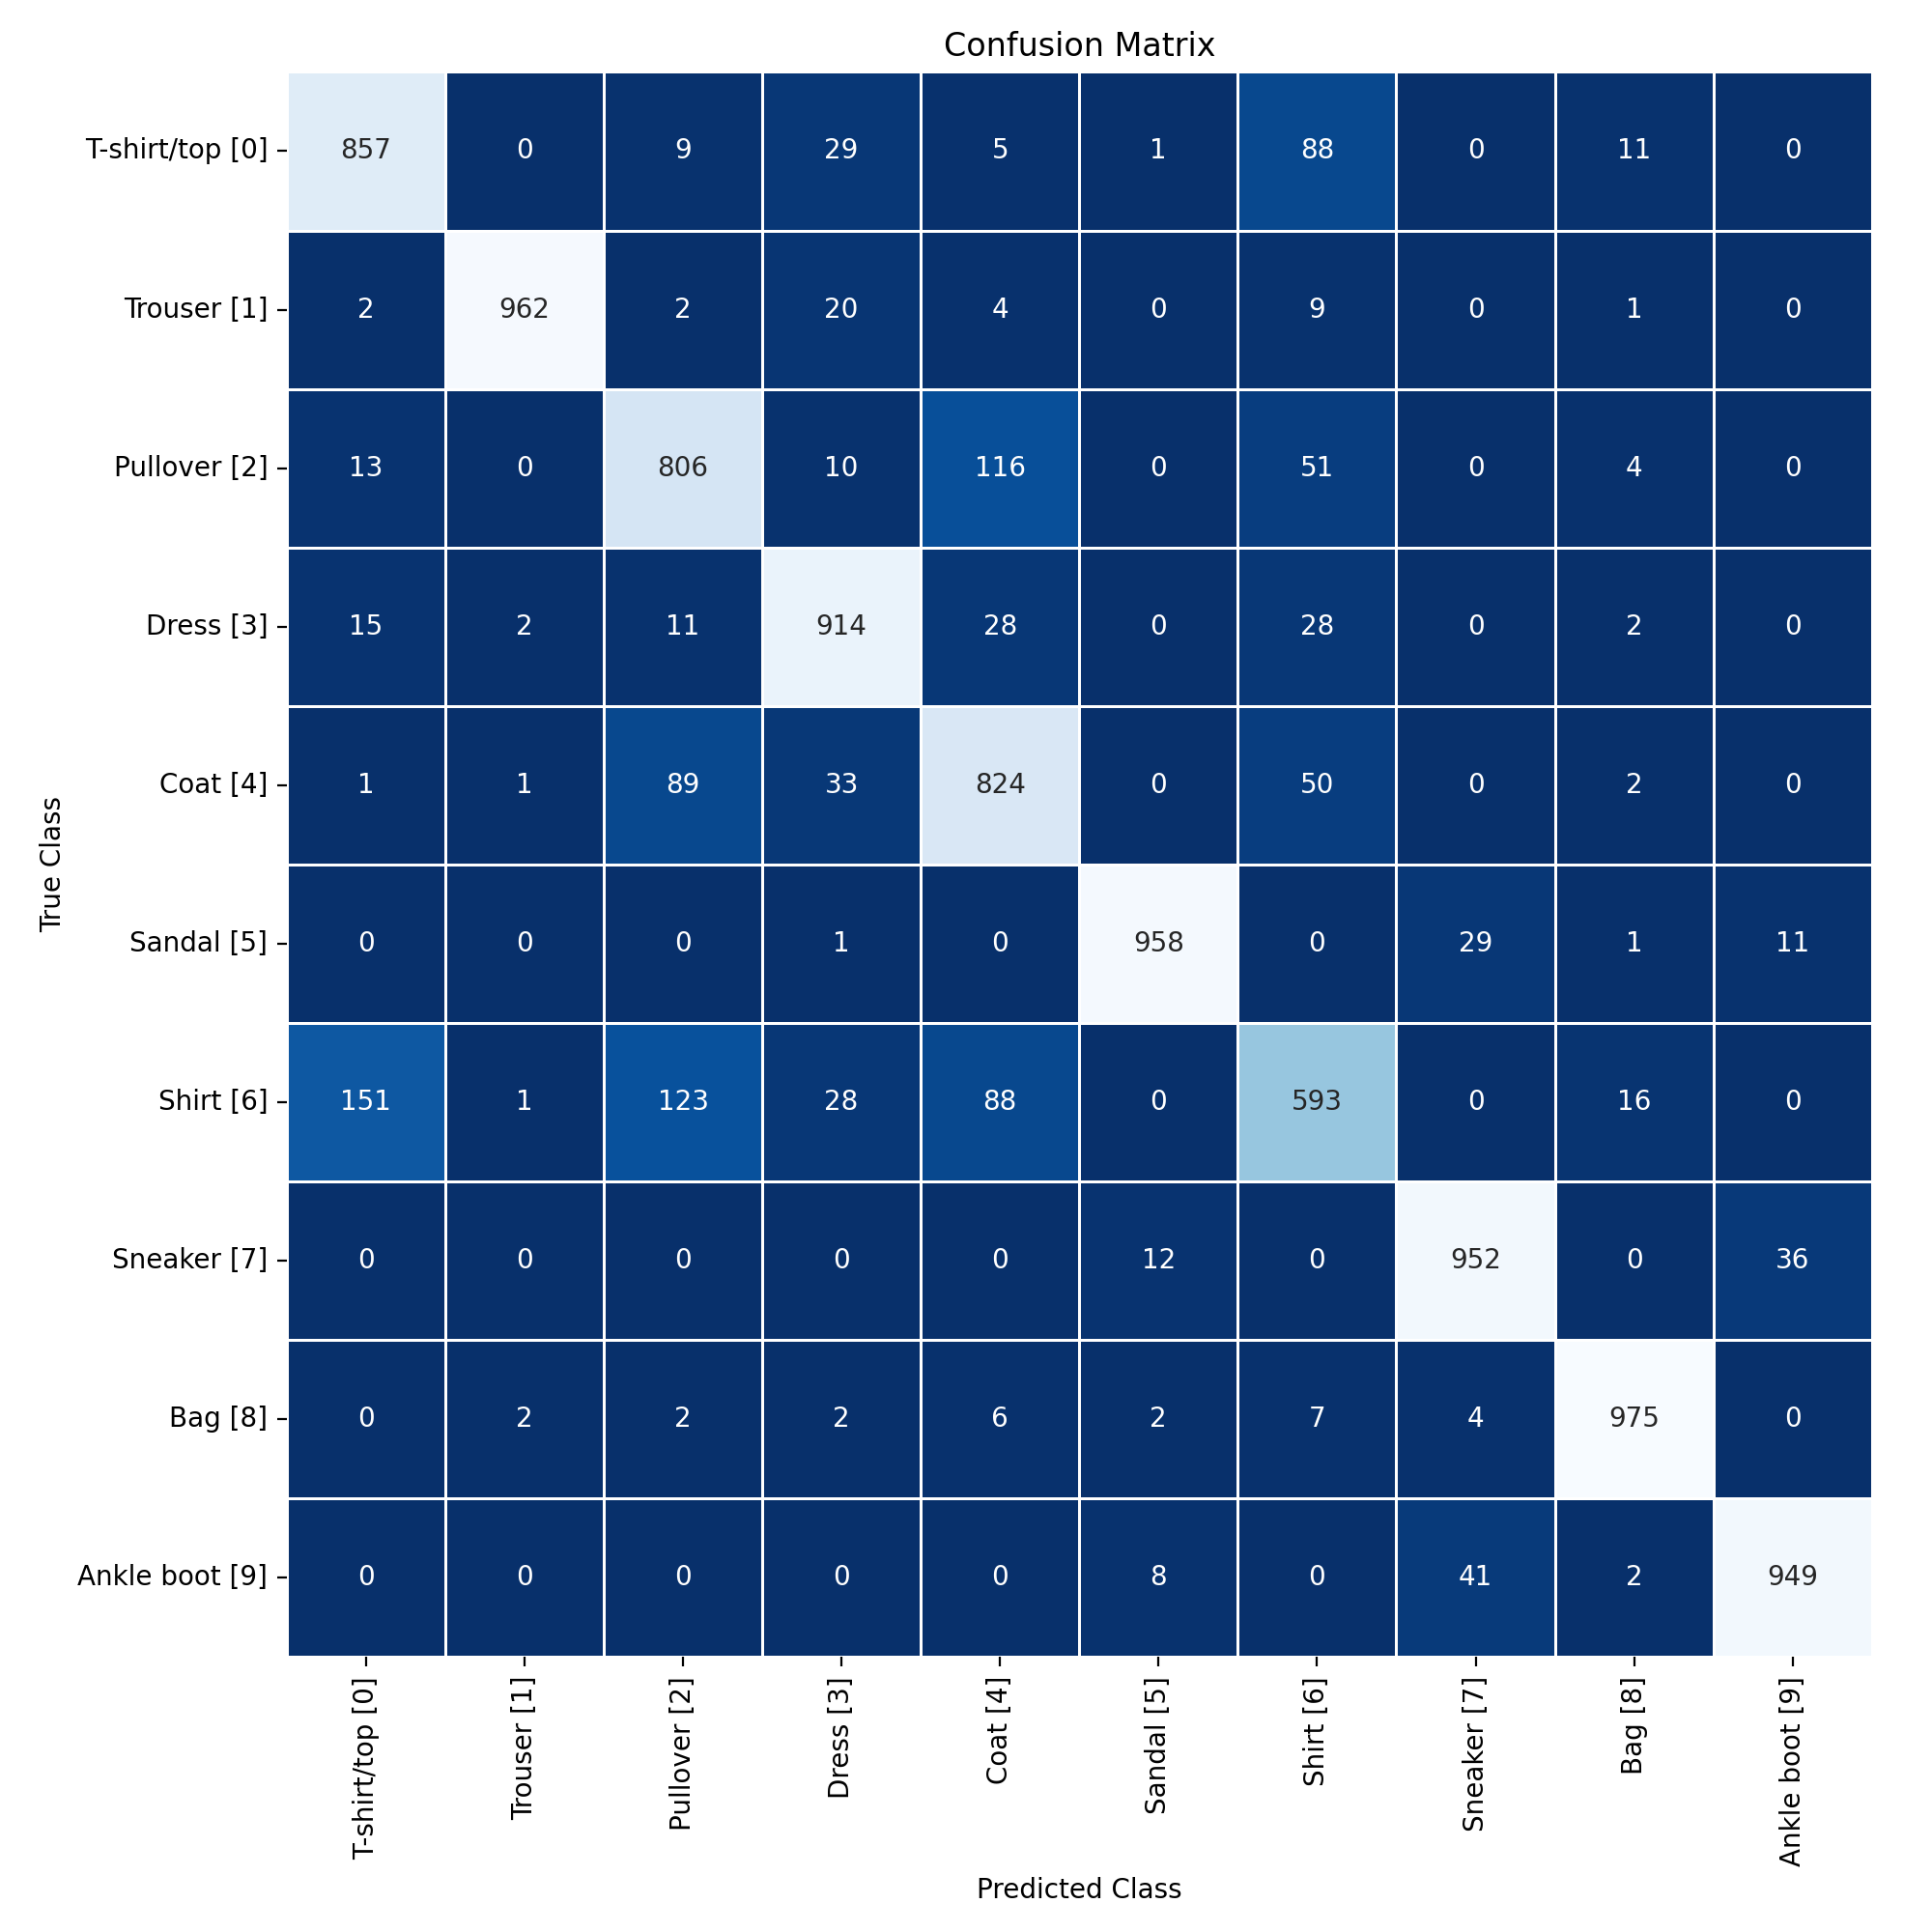 Confusion Matrix
T-shirt/top [0] 857 0 9 29 5 1 88 0 11 0
Trouser [1] 2 962 2 20 4 0 9 0 1 0
Pullover [2] 13 0 806 10 116 0 51 0 4 0
Dress [3] 15 2 11 914 28 0 28 0 2 0
Coat [4] 1 1 89 33 824 0 50 0 2 0
Sandal [5] 0 0 0 1 0 958 0 29 1 11
Shirt [6] 151 1 123 28 88 0 593 0 16 0
Sneaker [7] 0 0 0 0 0 12 0 952 0 36
Bag [8] 0 2 2 2 6 2 7 4 975 0
Ankle boot [9] 0 0 0 0 0 8 0 41 2 949
True Class
T-shirt/top [0]
Trouser [1]
Pullover [2]
Dress [3]
Coat [4]
Sandal [5]
Shirt [6]
Sneaker [7]
Bag [8]
Ankle boot [9]
Predicted Class